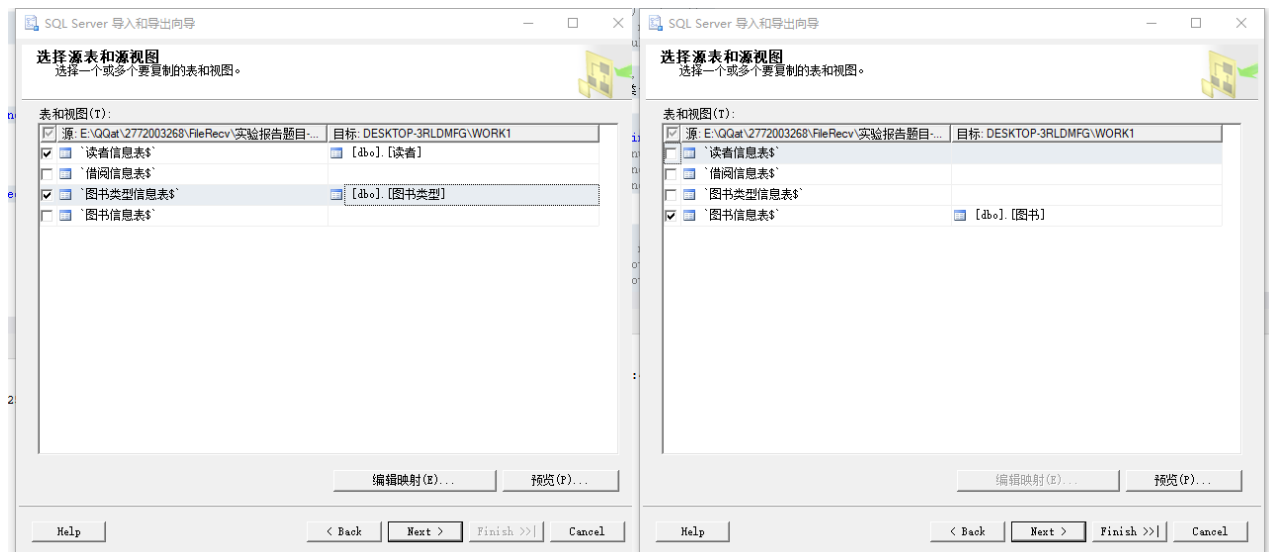 SQL Server 导入和导出向导
选择源表和源视图
选择一个或多个要复制的表和视图。
表和视图(T):
源: E:\QQat\2772003268\FileRecv\实验报告题目-... 目标: DESKTOP-3RLDMFG\WORK1
`读者信息表$` [dbo].[读者]
`借阅信息表$`
`图书类型信息表$` [dbo].[图书类型]
`图书信息表$`
编辑映射(E)... 预览(P)...
Help < Back Next > Finish >>| Cancel
SQL Server 导入和导出向导
选择源表和源视图
选择一个或多个要复制的表和视图。
表和视图(T):
源: E:\QQat\2772003268\FileRecv\实验报告题目-... 目标: DESKTOP-3RLDMFG\WORK1
`读者信息表$`
`借阅信息表$`
`图书类型信息表$`
`图书信息表$` [dbo].[图书]
编辑映射(E)... 预览(P)...
Help < Back Next > Finish >>| Cancel